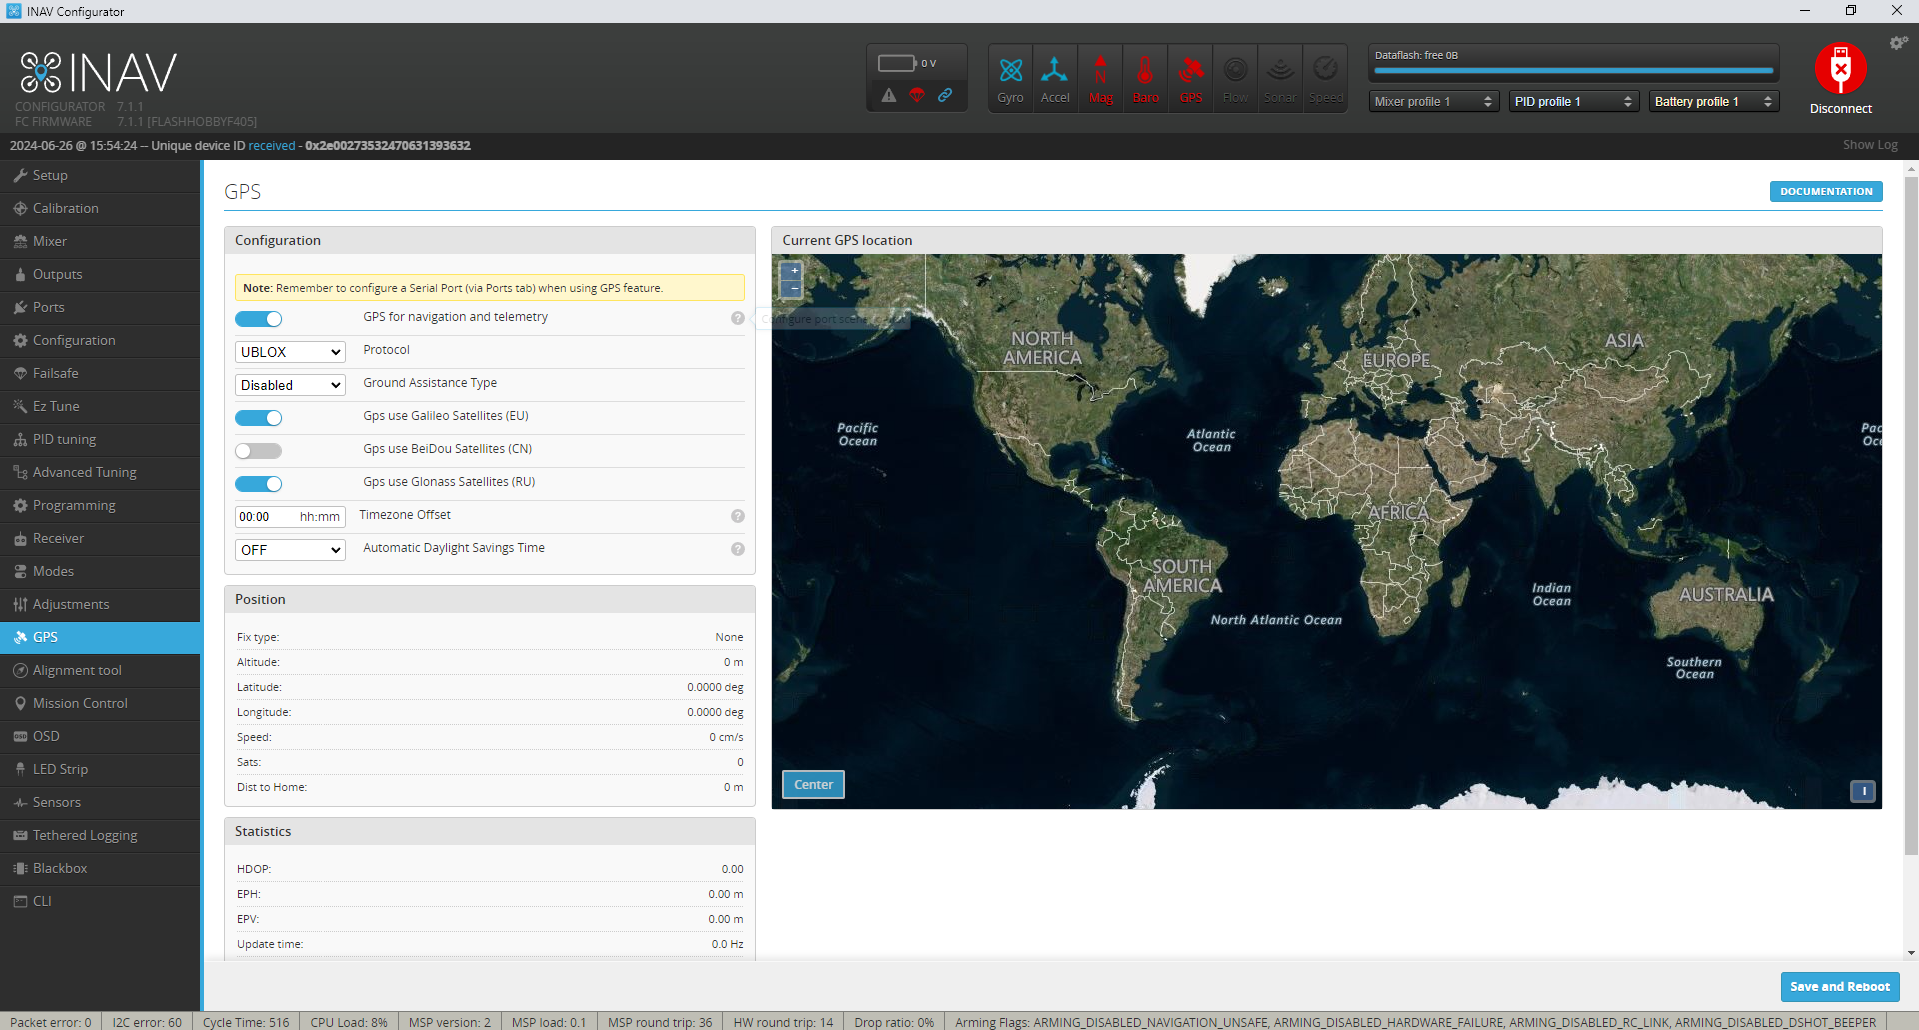 INAV Configurator
INAV
CONFIGURATOR 7.1.1
FC FIRMWARE 7.1.1 [FLASHHOBBYF405]
0 V
Gyro Accel Mag Baro GPS Flow Sonar Speed
Dataflash: free 0B
Mixer profile 1 PID profile 1 Battery profile 1
Disconnect
2024-06-26 @ 15:54:24 -- Unique device ID received - 0x2e00273532470631393632
Show Log
Setup
Calibration
Mixer
Outputs
Ports
Configuration
Failsafe
Ez Tune
PID tuning
Advanced Tuning
Programming
Receiver
Modes
Adjustments
GPS
Alignment tool
Mission Control
OSD
LED Strip
Sensors
Tethered Logging
Blackbox
CLI
GPS
DOCUMENTATION
Configuration
Note: Remember to configure a Serial Port (via Ports tab) when using GPS feature.
GPS for navigation and telemetry
?
UBLOX Protocol
Disabled Ground Assistance Type
Gps use Galileo Satellites (EU)
Gps use BeiDou Satellites (CN)
Gps use Glonass Satellites (RU)
00:00 hh:mm Timezone Offset ?
OFF Automatic Daylight Savings Time ?
Position
Fix type: None
Altitude: 0 m
Latitude: 0.0000 deg
Longitude: 0.0000 deg
Speed: 0 cm/s
Sats: 0
Dist to Home: 0 m
Statistics
HDOP: 0.00
EPH: 0.00 m
EPV: 0.00 m
Update time: 0.0 Hz
Current GPS location
+
−
Configure port
NORTH
AMERICA
EUROPE
ASIA
Pacific
Ocean
Atlantic
Ocean
Pac
Oc
AFRICA
SOUTH
AMERICA
Indian
Ocean
AUSTRALIA
North Atlantic Ocean
Southern
Ocean
Center
I
Save and Reboot
Packet error: 0 I2C error: 60 Cycle Time: 516 CPU Load: 8% MSP version: 2 MSP load: 0.1 MSP round trip: 36 HW round trip: 14 Drop ratio: 0% Arming Flags: ARMING_DISABLED_NAVIGATION_UNSAFE, ARMING_DISABLED_HARDWARE_FAILURE, ARMING_DISABLED_RC_LINK, ARMING_DISABLED_DSHOT_BEEPER